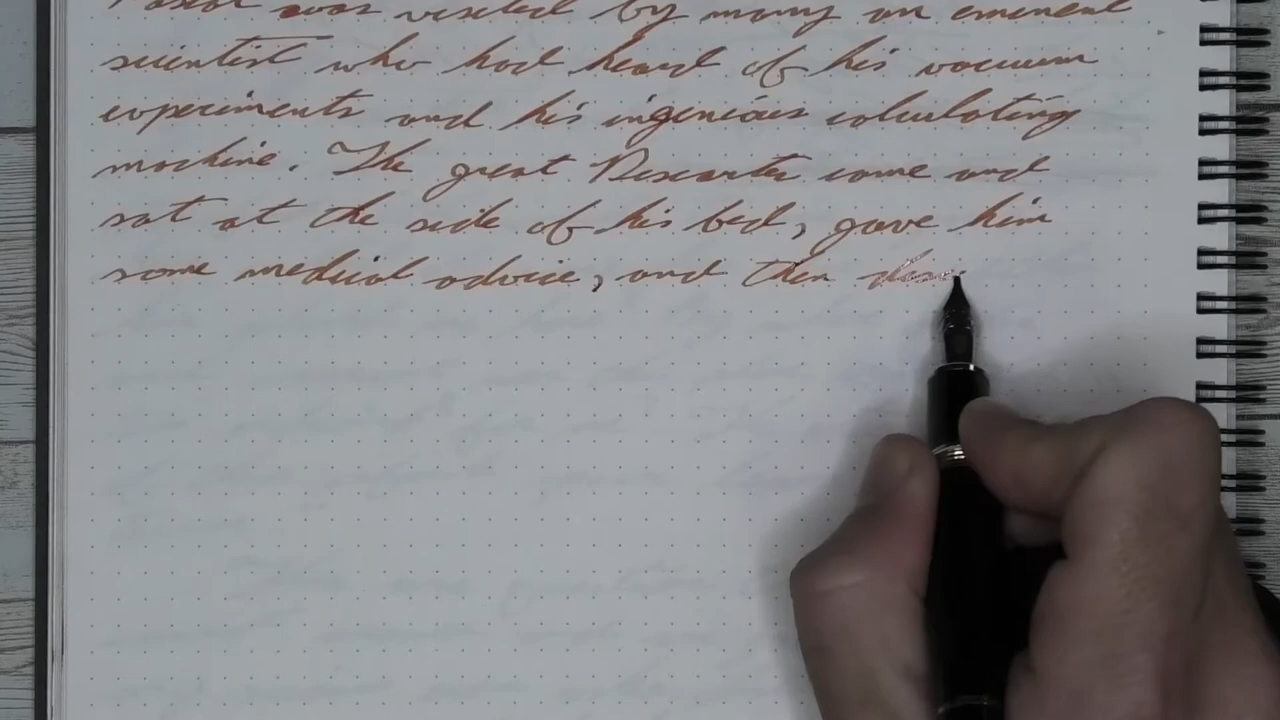 Pascal was visited by many an eminent
scientist who had heard of his vacuum
experiments and his ingenious calculating
machine. The great Descartes came and
sat at the side of his bed, gave him
some medical advice, and then